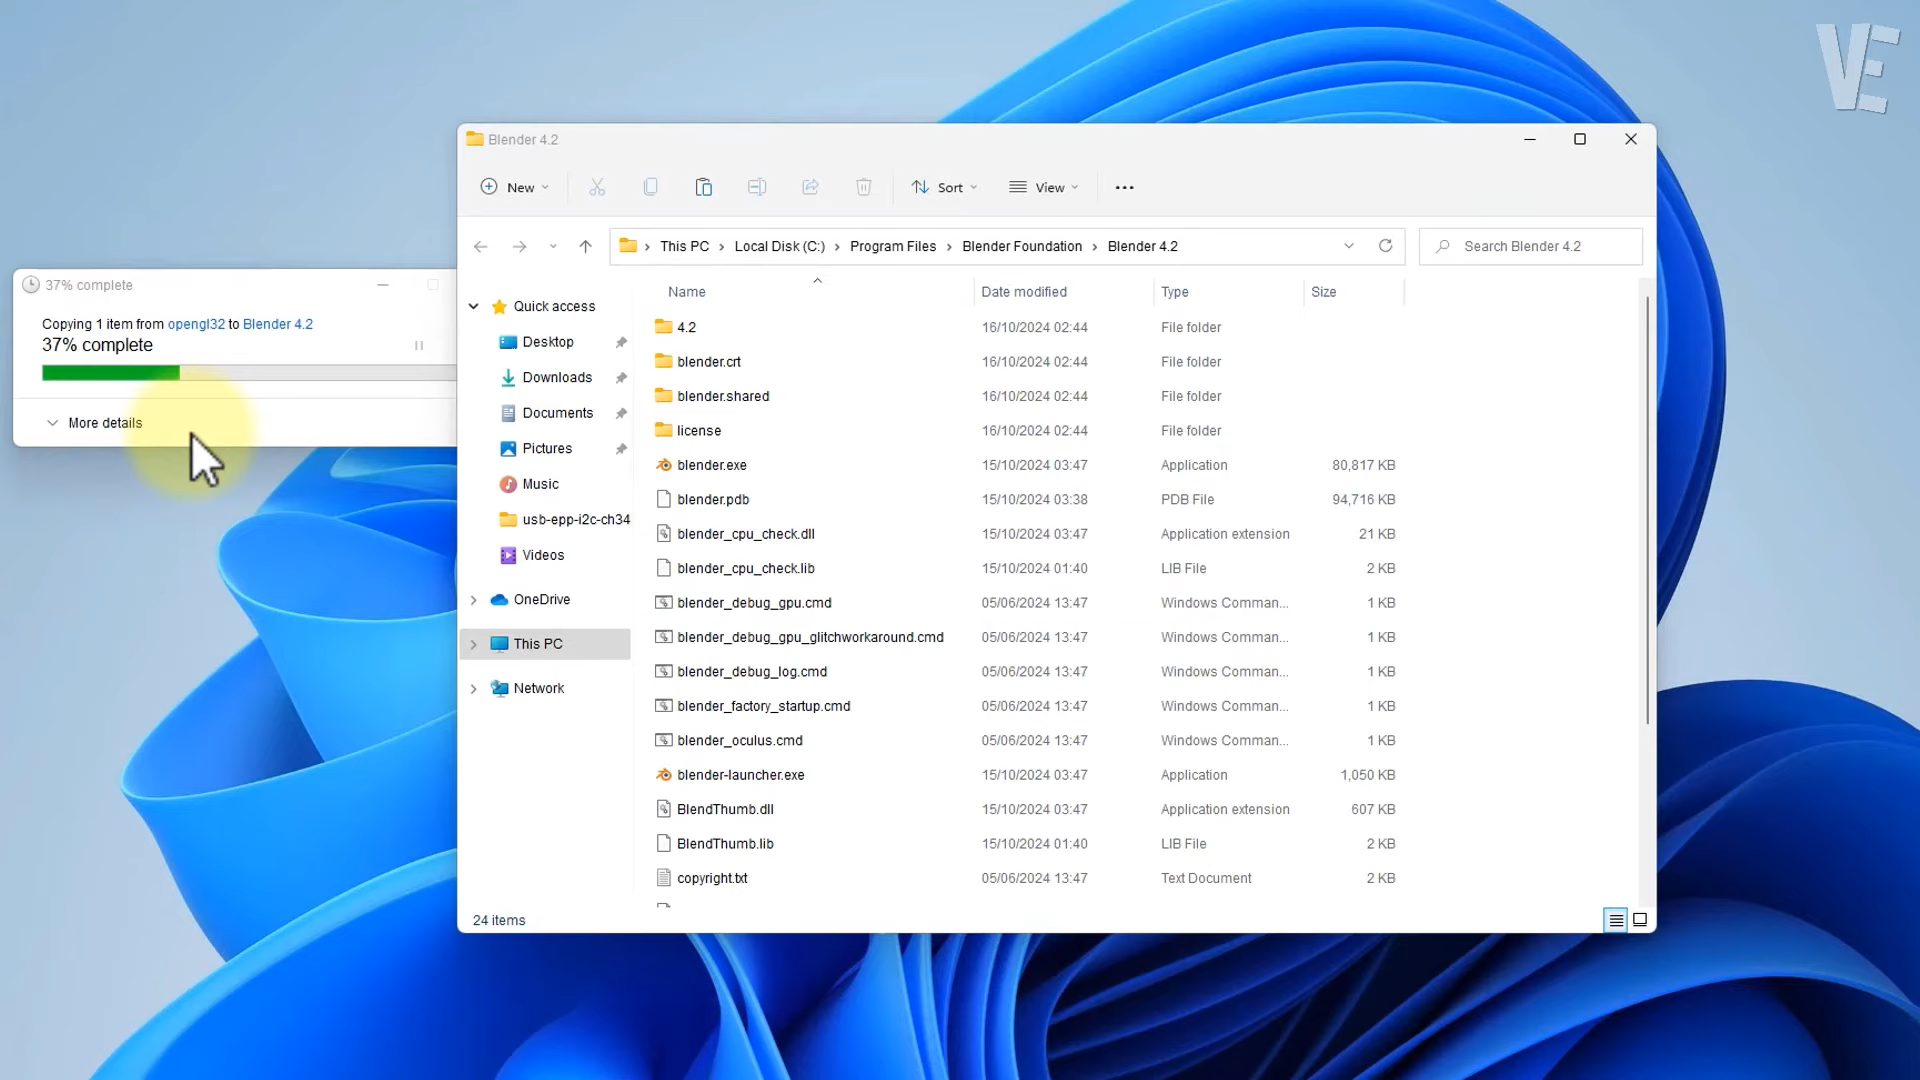 VE
Blender 4.2
New
Sort
View
This PC > Local Disk (C:) > Program Files > Blender Foundation > Blender 4.2
Search Blender 4.2
37% complete
Copying 1 item from opengl32 to Blender 4.2
37% complete
More details
Quick access
Desktop
Downloads
Documents
Pictures
Music
usb-epp-i2c-ch34
Videos
OneDrive
This PC
Network
Name Date modified Type Size
4.2 16/10/2024 02:44 File folder
blender.crt 16/10/2024 02:44 File folder
blender.shared 16/10/2024 02:44 File folder
license 16/10/2024 02:44 File folder
blender.exe 15/10/2024 03:47 Application 80,817 KB
blender.pdb 15/10/2024 03:38 PDB File 94,716 KB
blender_cpu_check.dll 15/10/2024 03:47 Application extension 21 KB
blender_cpu_check.lib 15/10/2024 01:40 LIB File 2 KB
blender_debug_gpu.cmd 05/06/2024 13:47 Windows Comman... 1 KB
blender_debug_gpu_glitchworkaround.cmd 05/06/2024 13:47 Windows Comman... 1 KB
blender_debug_log.cmd 05/06/2024 13:47 Windows Comman... 1 KB
blender_factory_startup.cmd 05/06/2024 13:47 Windows Comman... 1 KB
blender_oculus.cmd 05/06/2024 13:47 Windows Comman... 1 KB
blender-launcher.exe 15/10/2024 03:47 Application 1,050 KB
BlendThumb.dll 15/10/2024 03:47 Application extension 607 KB
BlendThumb.lib 15/10/2024 01:40 LIB File 2 KB
copyright.txt 05/06/2024 13:47 Text Document 2 KB
24 items